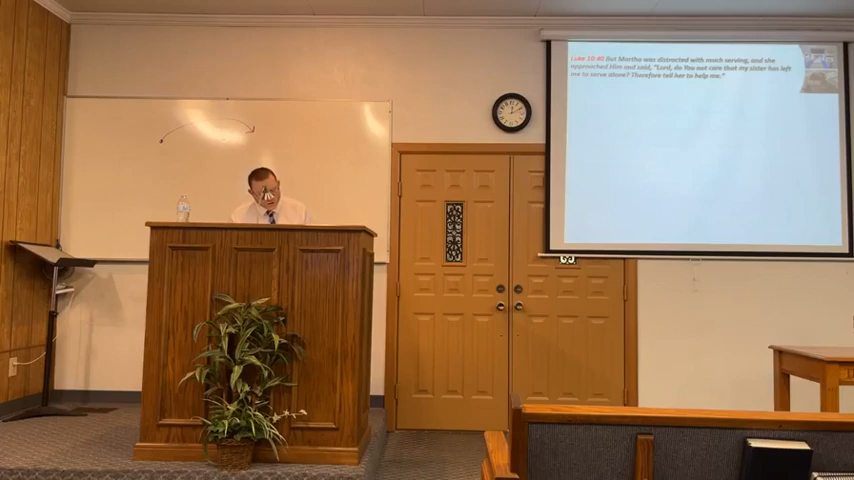 Luke 10:40 But Martha was distracted with much serving, and she
approached Him and said, "Lord, do You not care that my sister has left
me to serve alone? Therefore tell her to help me."